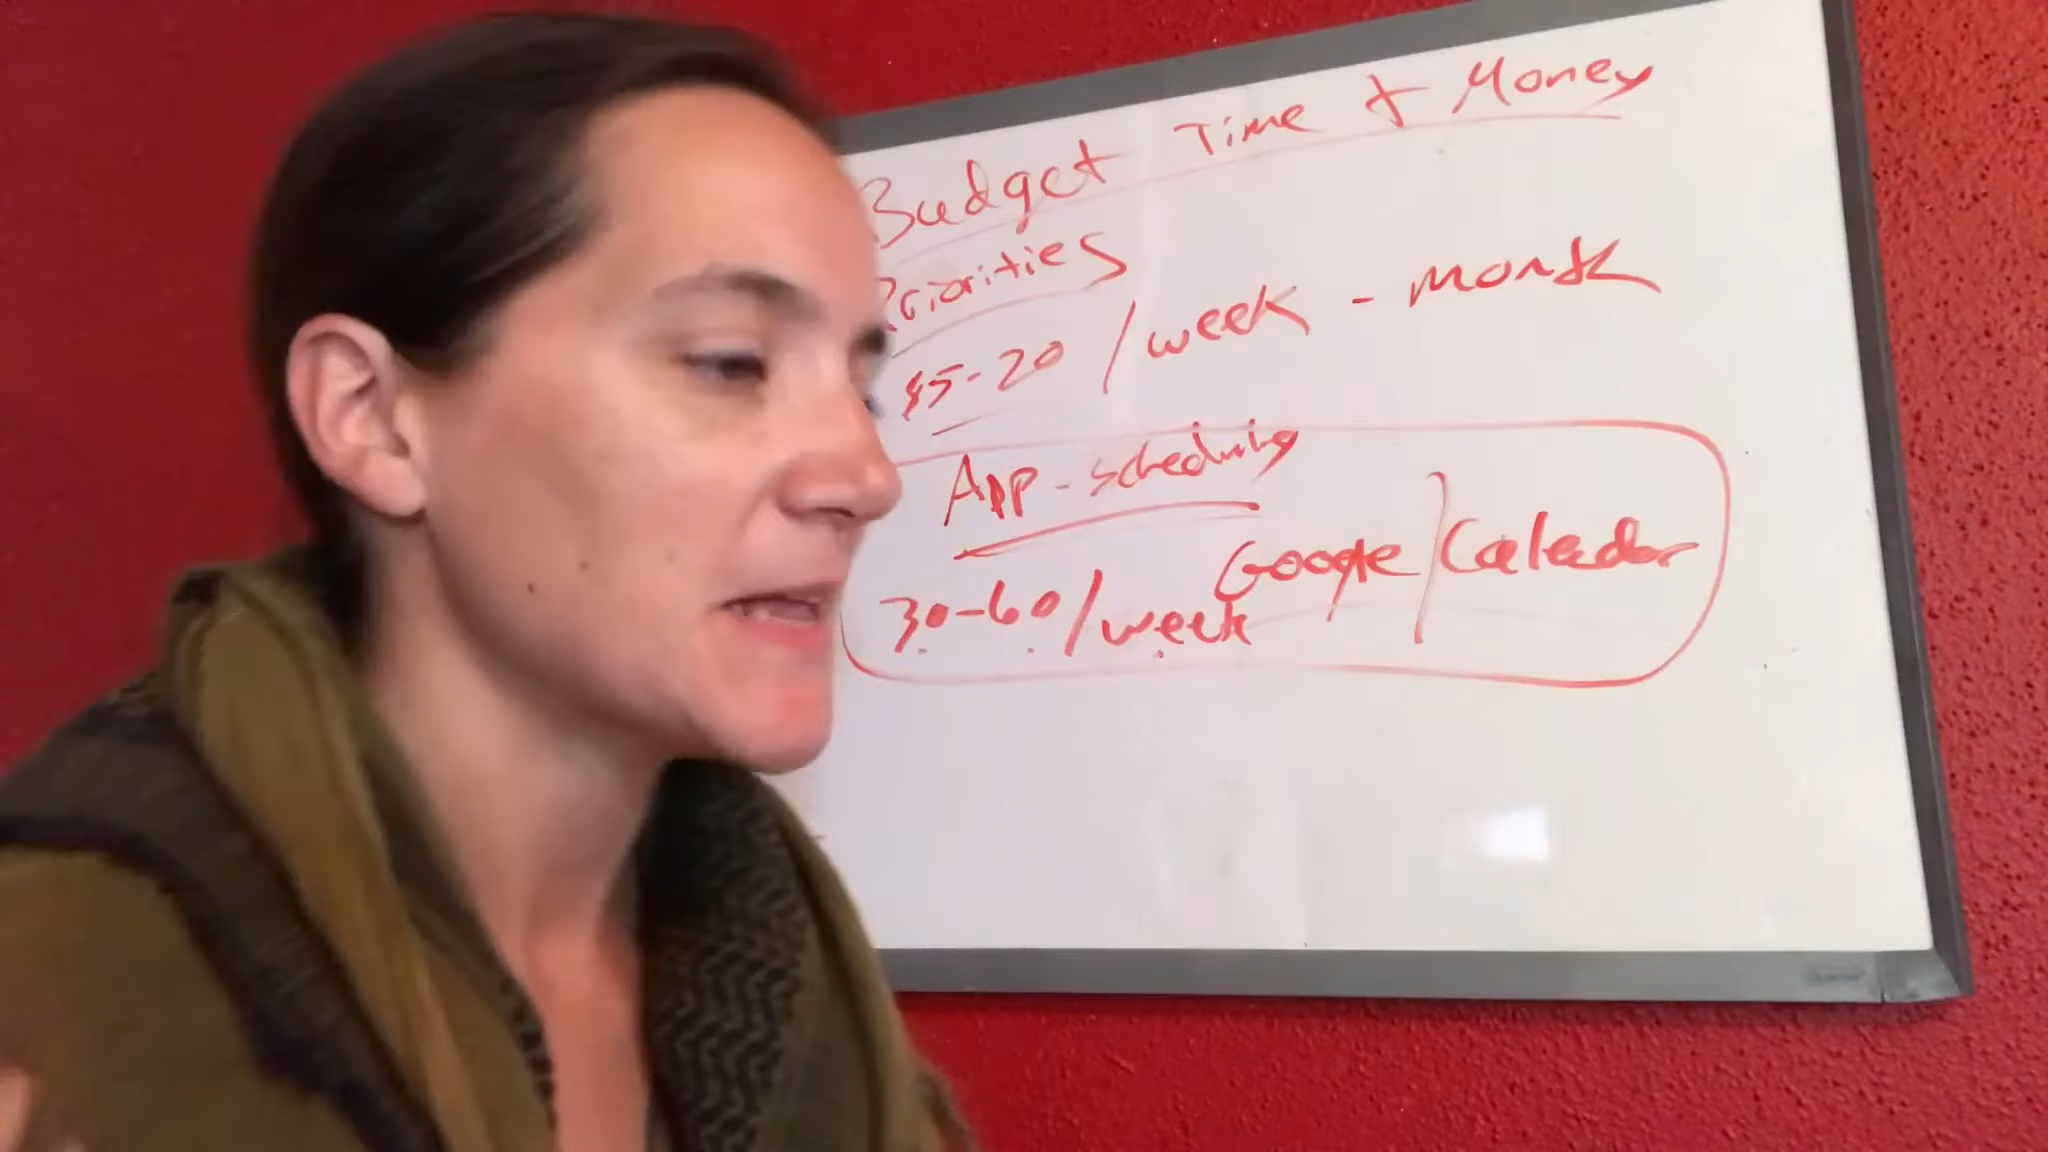 Budget Time & Money
Priorities
$5-20 / week - month
App - scheduling
Google / Calendar
30-60 / week